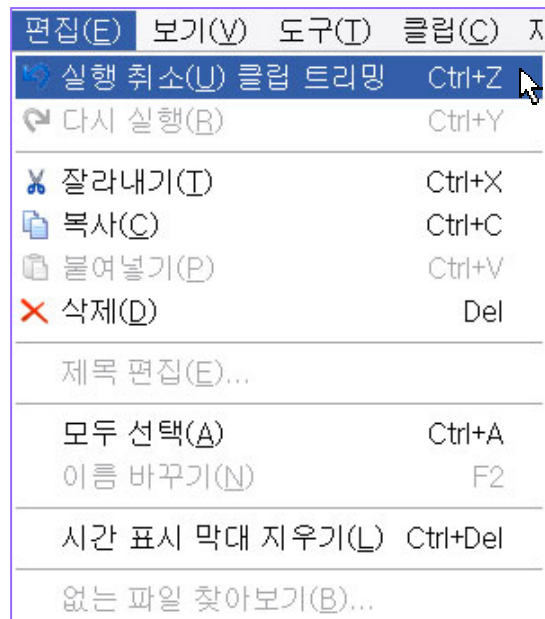 편집(E) 보기(V) 도구(T) 클립(C)
실행 취소(U) 클립 트리밍 Ctrl+Z
다시 실행(R) Ctrl+Y
잘라내기(T) Ctrl+X
복사(C) Ctrl+C
붙여넣기(P) Ctrl+V
삭제(D) Del
제목 편집(E)...
모두 선택(A) Ctrl+A
이름 바꾸기(N) F2
시간 표시 막대 지우기(L) Ctrl+Del
없는 파일 찾아보기(B)...